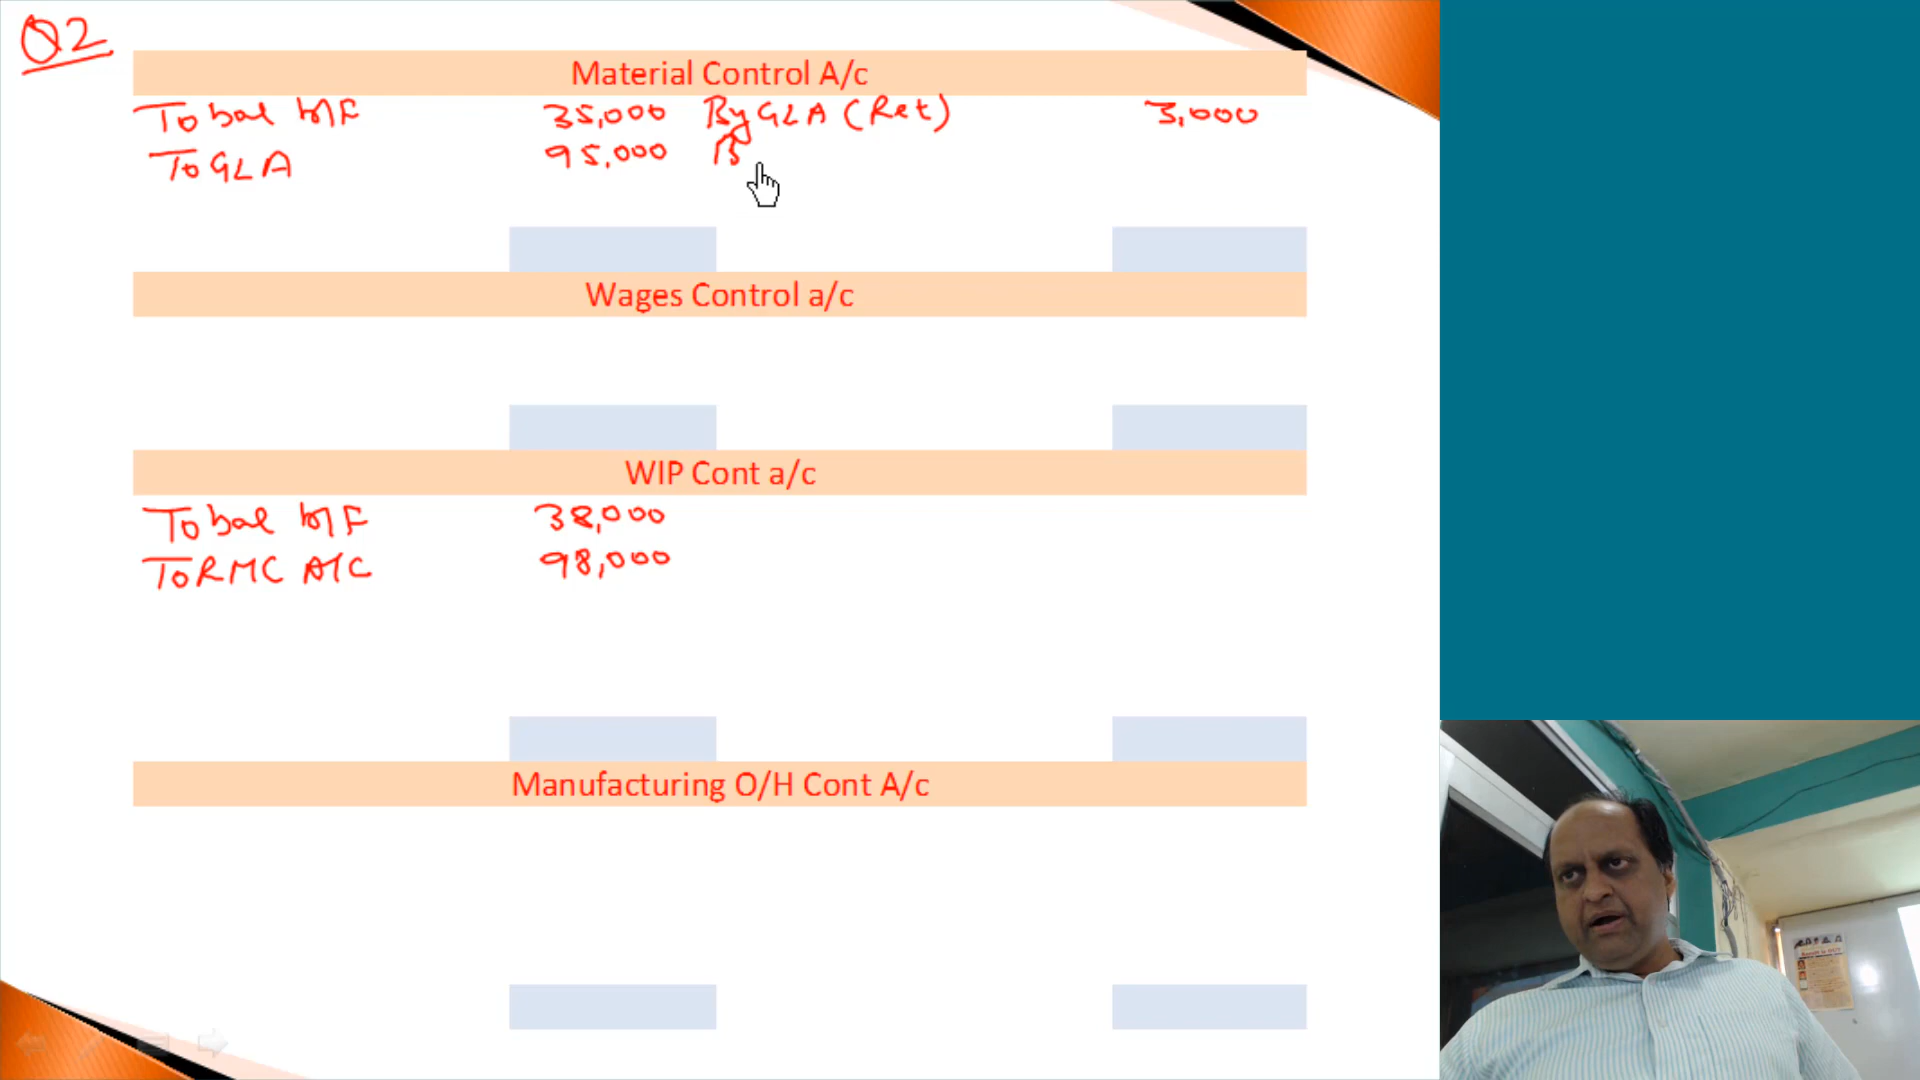 Q2
Material Control A/c
To bal b/f 35,000 By GLA (Ret) 3,000
To GLA 95,000 B
Wages Control a/c
WIP Cont a/c
To bal b/f 38,000
To RMC A/C 98,000
Manufacturing O/H Cont A/c